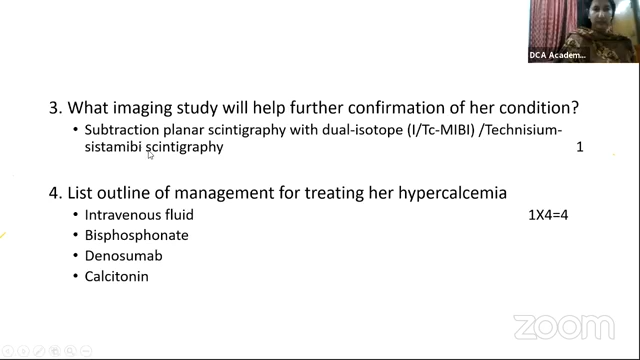 DCA Academ...
3. What imaging study will help further confirmation of her condition?
• Subtraction planar scintigraphy with dual-isotope (I/Tc-MIBI) /Technisium-
sistamibi scintigraphy 1
4. List outline of management for treating her hypercalcemia
• Intravenous fluid 1X4=4
• Bisphosphonate
• Denosumab
• Calcitonin
zoom